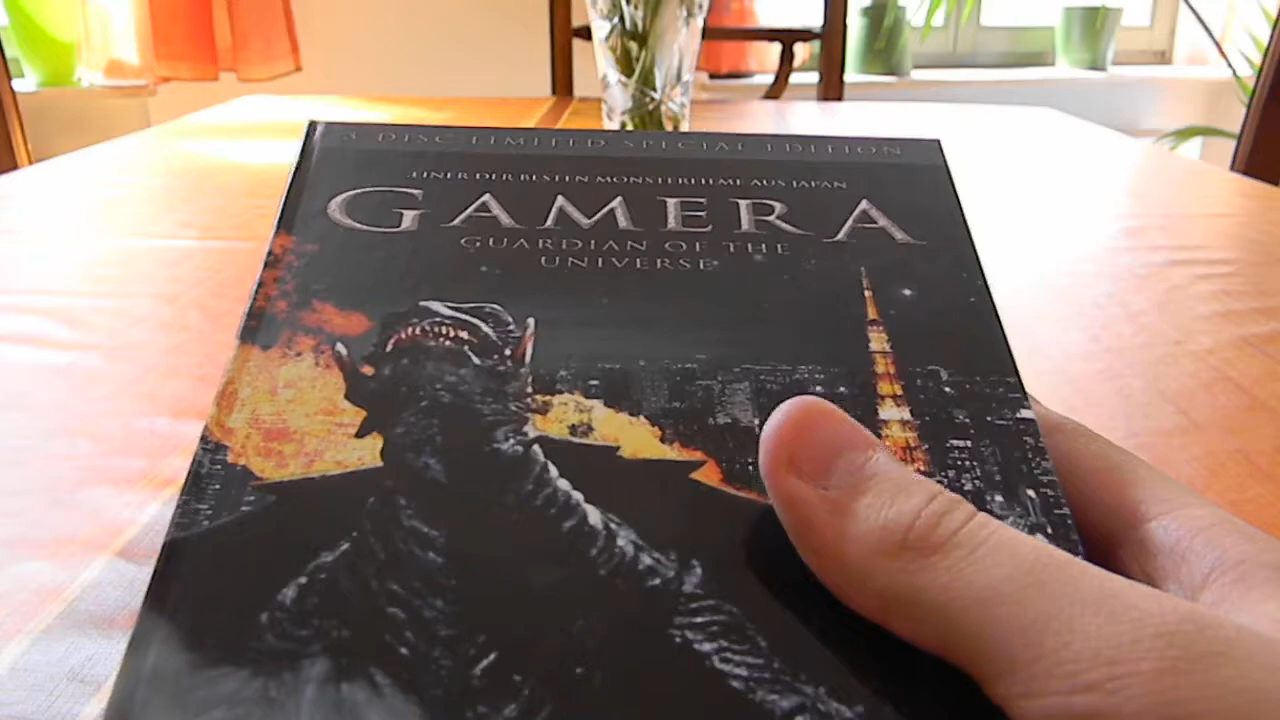 3 DISC LIMITED SPECIAL EDITION
EINER DER BESTEN MONSTERFILME AUS JAPAN
GAMERA
GUARDIAN OF THE
UNIVERSE